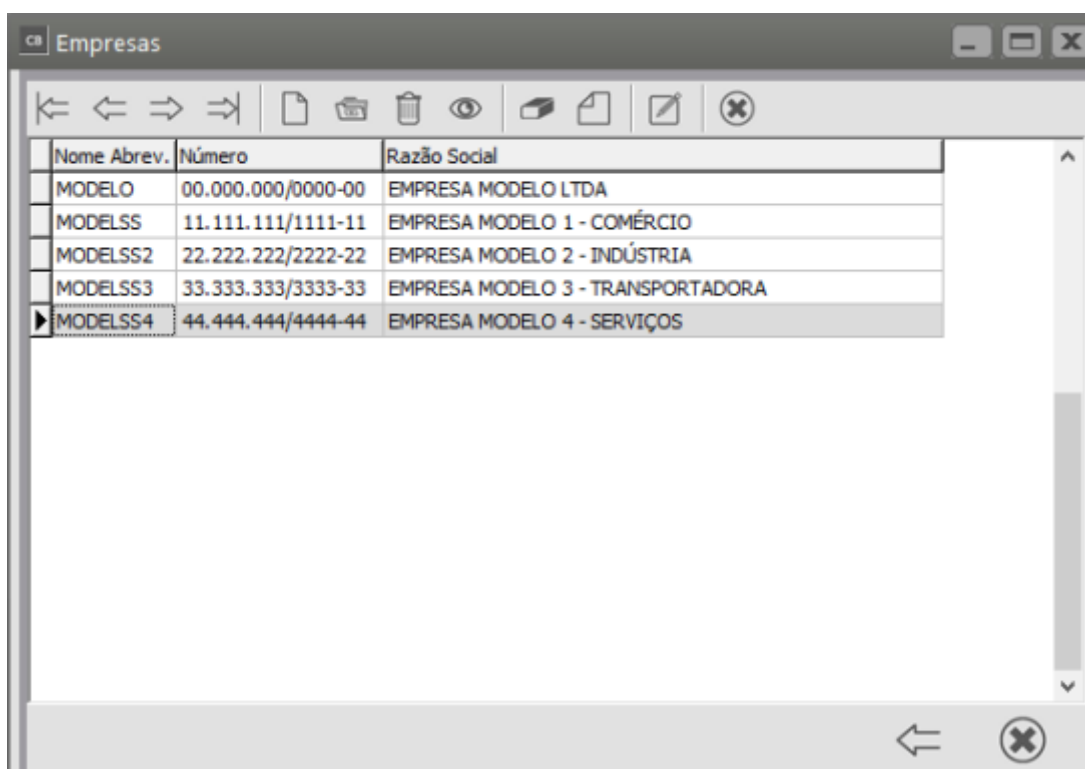 CB Empresas
Nome Abrev. Número Razão Social
MODELO 00.000.000/0000-00 EMPRESA MODELO LTDA
MODELSS 11.111.111/1111-11 EMPRESA MODELO 1 - COMÉRCIO
MODELSS2 22.222.222/2222-22 EMPRESA MODELO 2 - INDÚSTRIA
MODELSS3 33.333.333/3333-33 EMPRESA MODELO 3 - TRANSPORTADORA
MODELSS4 44.444.444/4444-44 EMPRESA MODELO 4 - SERVIÇOS